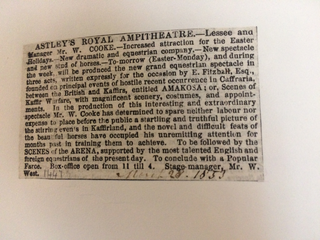 ASTLEY'S ROYAL AMPHITEATRE.—Lessee and
Manager Mr. W. COOKE.—Increased attraction for the Easter
Holidays.—New dramatic and equestrian company.—New spectacle
and new stud of horses.—To-morrow (Easter-Monday), and during
the week, will be produced the new grand equestrian spectacle in
three acts, written expressly for the occasion by E. Fitzball, Esq.,
founded on principal events of hostile recent occurrence in Caffraria,
between the British and Kaffirs, entitled AMAKOSA; or, Scenes of
Kaffir Warfare, with magnificent scenery, costumes, and appoint-
ments. In the production of this interesting and extraordinary
spectacle Mr. W Cooke has determined to spare neither labour nor
expense to place before the public a startling and truthful picture of
the stirring events in Kaffirland, and the novel and difficult feats of
the beautiful horses have occupied his unremitting attention for
months past in training them to achieve. To be followed by the
SCENES of the ARENA, supported by the most talented English and
foreign equestrians of the present day. To conclude with a Popular
Farce. Box-office open from 11 till 4. Stage-manager, Mr. W.
West.
1853